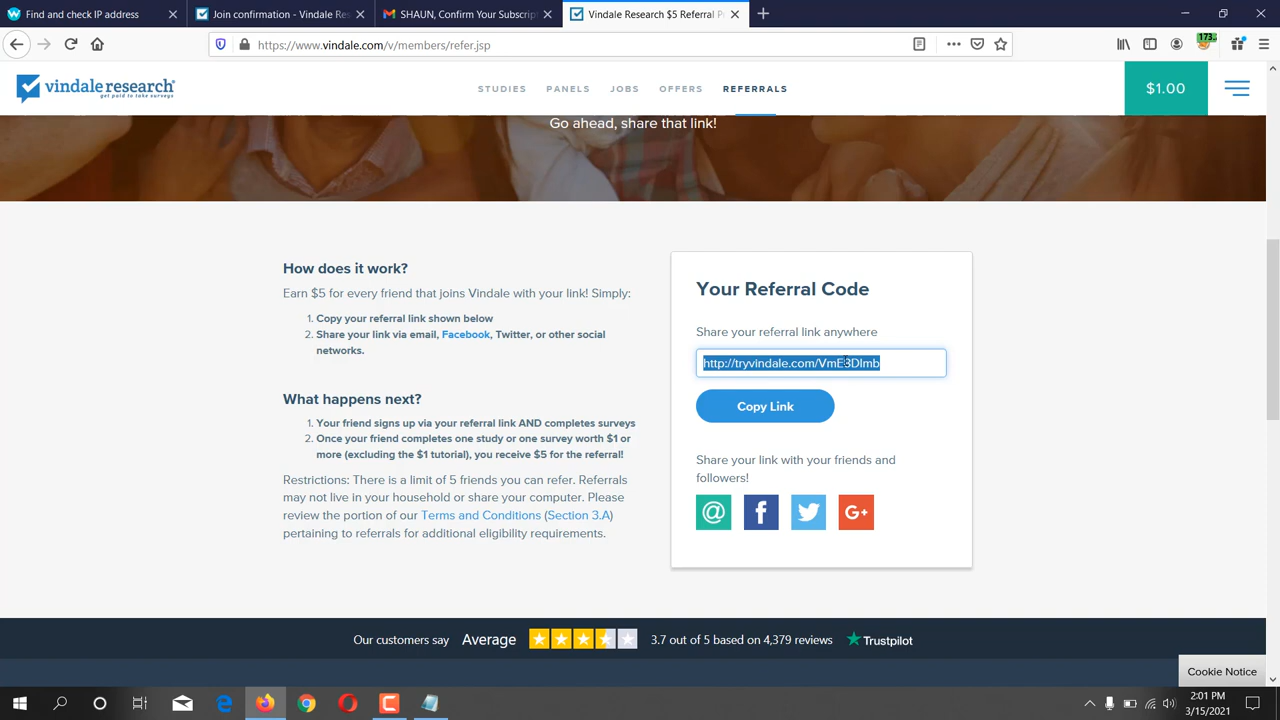 Find and check IP address
Join confirmation - Vindale Res
SHAUN, Confirm Your Subscript
Vindale Research $5 Referral P
https://www.vindale.com/v/members/refer.jsp
173..
vindale research
get paid to take surveys
STUDIES
PANELS
JOBS
OFFERS
REFERRALS
$1.00
Go ahead, share that link!
How does it work?
Earn $5 for every friend that joins Vindale with your link! Simply:
1. Copy your referral link shown below
2. Share your link via email, Facebook, Twitter, or other social
networks.
What happens next?
1. Your friend signs up via your referral link AND completes surveys
2. Once your friend completes one study or one survey worth $1 or
more (excluding the $1 tutorial), you receive $5 for the referral!
Restrictions: There is a limit of 5 friends you can refer. Referrals
may not live in your household or share your computer. Please
review the portion of our Terms and Conditions (Section 3.A)
pertaining to referrals for additional eligibility requirements.
Your Referral Code
Share your referral link anywhere
Copy Link
Share your link with your friends and
followers!
@
f
G+
Our customers say Average 3.7 out of 5 based on 4,379 reviews Trustpilot
Cookie Notice
2:01 PM
3/15/2021